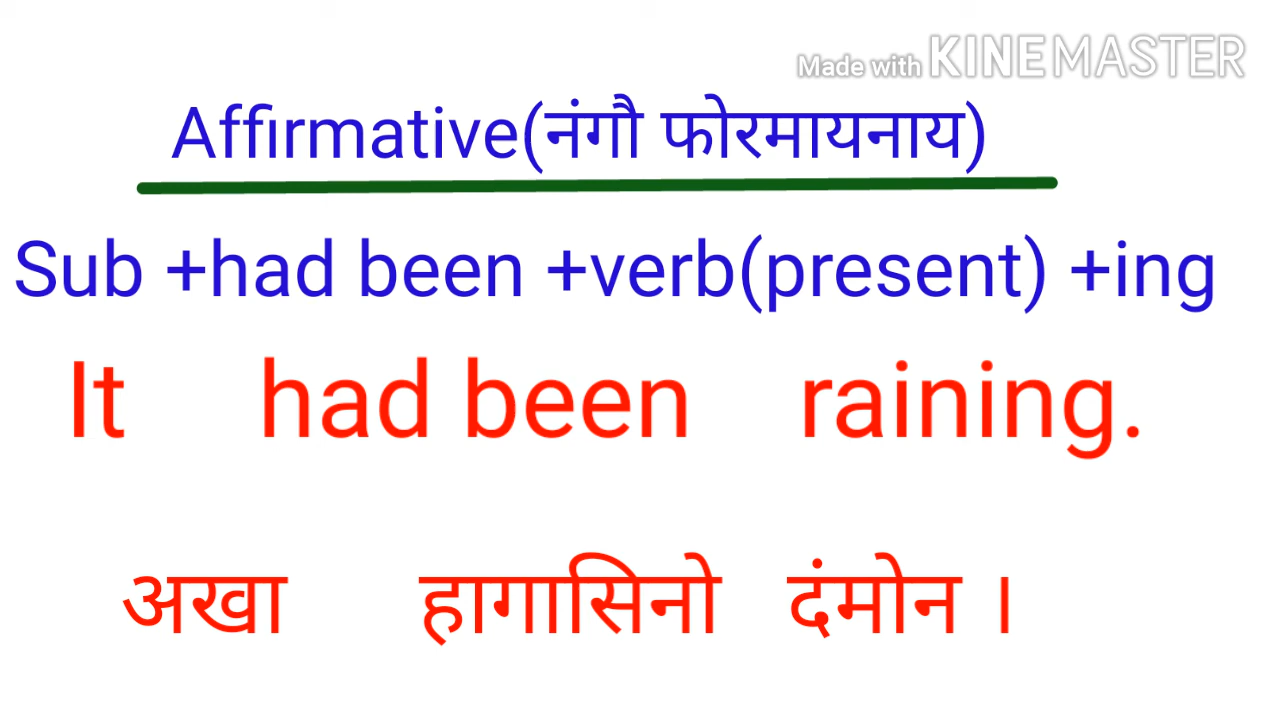 Made with KINEMASTER
Affirmative(नंगौ फोरमायनाय)
Sub +had been +verb(present) +ing
It had been raining.
अखा हागासिनो दंमोन ।